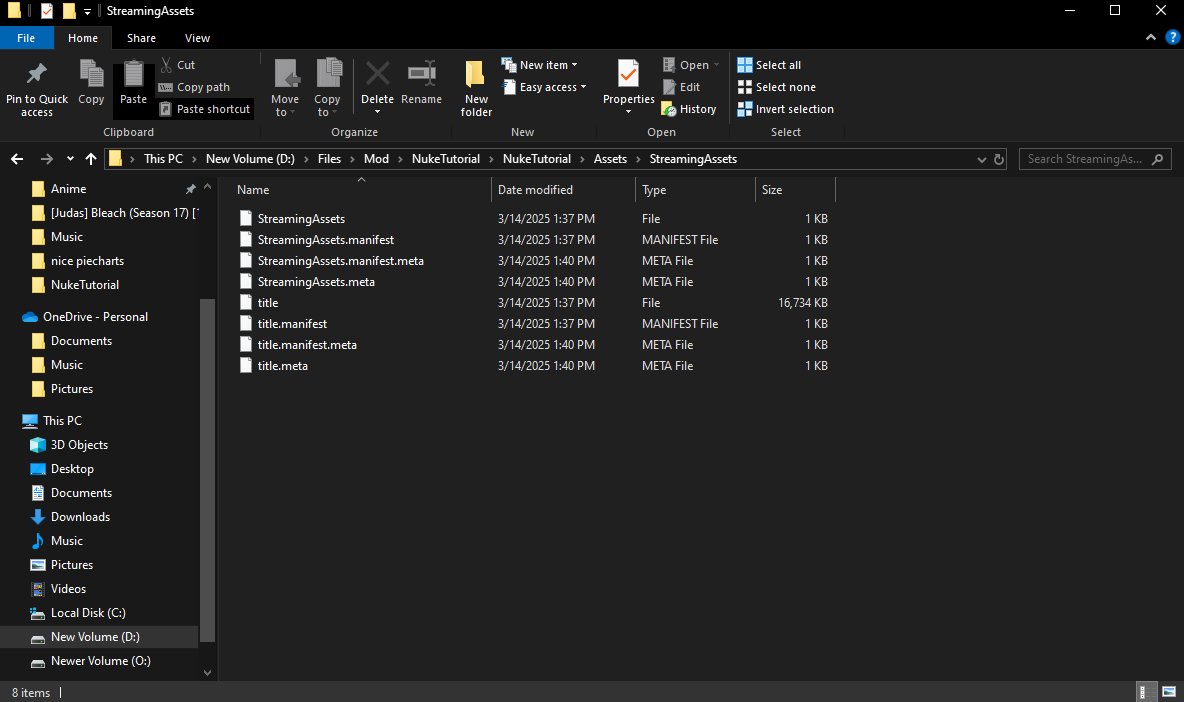 StreamingAssets
File
Home
Share
View
Pin to Quick access
Copy
Paste
Cut
Copy path
Paste shortcut
Clipboard
Move to
Copy to
Delete
Rename
Organize
New folder
New item
Easy access
New
Properties
Open
Edit
History
Open
Select all
Select none
Invert selection
Select
This PC > New Volume (D:) > Files > Mod > NukeTutorial > NukeTutorial > Assets > StreamingAssets
Search StreamingAs...
Anime
[Judas] Bleach (Season 17) [1
Music
nice piecharts
NukeTutorial
OneDrive - Personal
Documents
Music
Pictures
This PC
3D Objects
Desktop
Documents
Downloads
Music
Pictures
Videos
Local Disk (C:)
New Volume (D:)
Newer Volume (O:)
Name Date modified Type Size
StreamingAssets 3/14/2025 1:37 PM File 1 KB
StreamingAssets.manifest 3/14/2025 1:37 PM MANIFEST File 1 KB
StreamingAssets.manifest.meta 3/14/2025 1:40 PM META File 1 KB
StreamingAssets.meta 3/14/2025 1:40 PM META File 1 KB
title 3/14/2025 1:37 PM File 16,734 KB
title.manifest 3/14/2025 1:37 PM MANIFEST File 1 KB
title.manifest.meta 3/14/2025 1:40 PM META File 1 KB
title.meta 3/14/2025 1:40 PM META File 1 KB
8 items